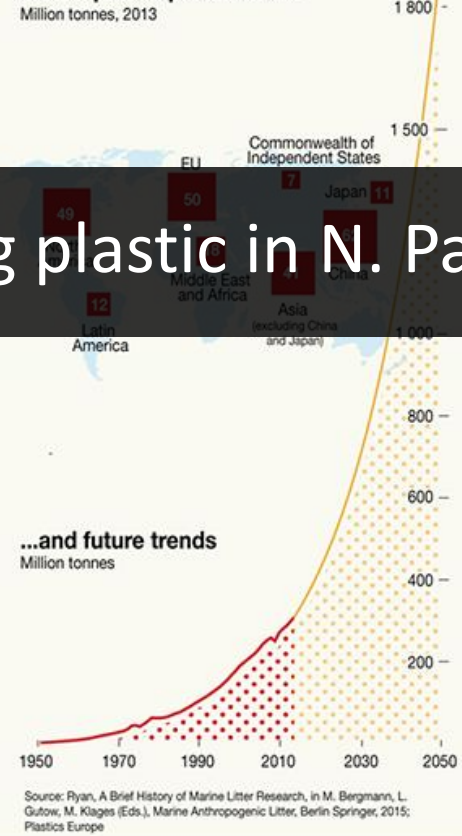 Million tonnes, 2013
1 800
1 500
Commonwealth of
Independent States
EU
7
Japan 11
50
49
g plastic in N. Pa
China
Middle East
and Africa
12
Asia
(excluding China
and Japan)
Latin
America
1 000
800
600
...and future trends
Million tonnes
400
200
1950 1970 1990 2010 2030 2050
Source: Ryan, A Brief History of Marine Litter Research, in M. Bergmann, L.
Gutow, M. Klages (Eds.), Marine Anthropogenic Litter, Berlin Springer, 2015;
Plastics Europe